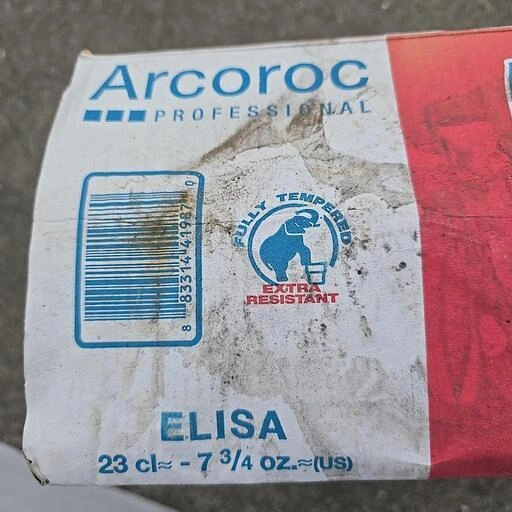 Arcoroc
PROFESSIONAL
FULLY TEMPERED
EXTRA
RESISTANT
ELISA
23 cl≈ - 7 3/4 oz.≈(US)